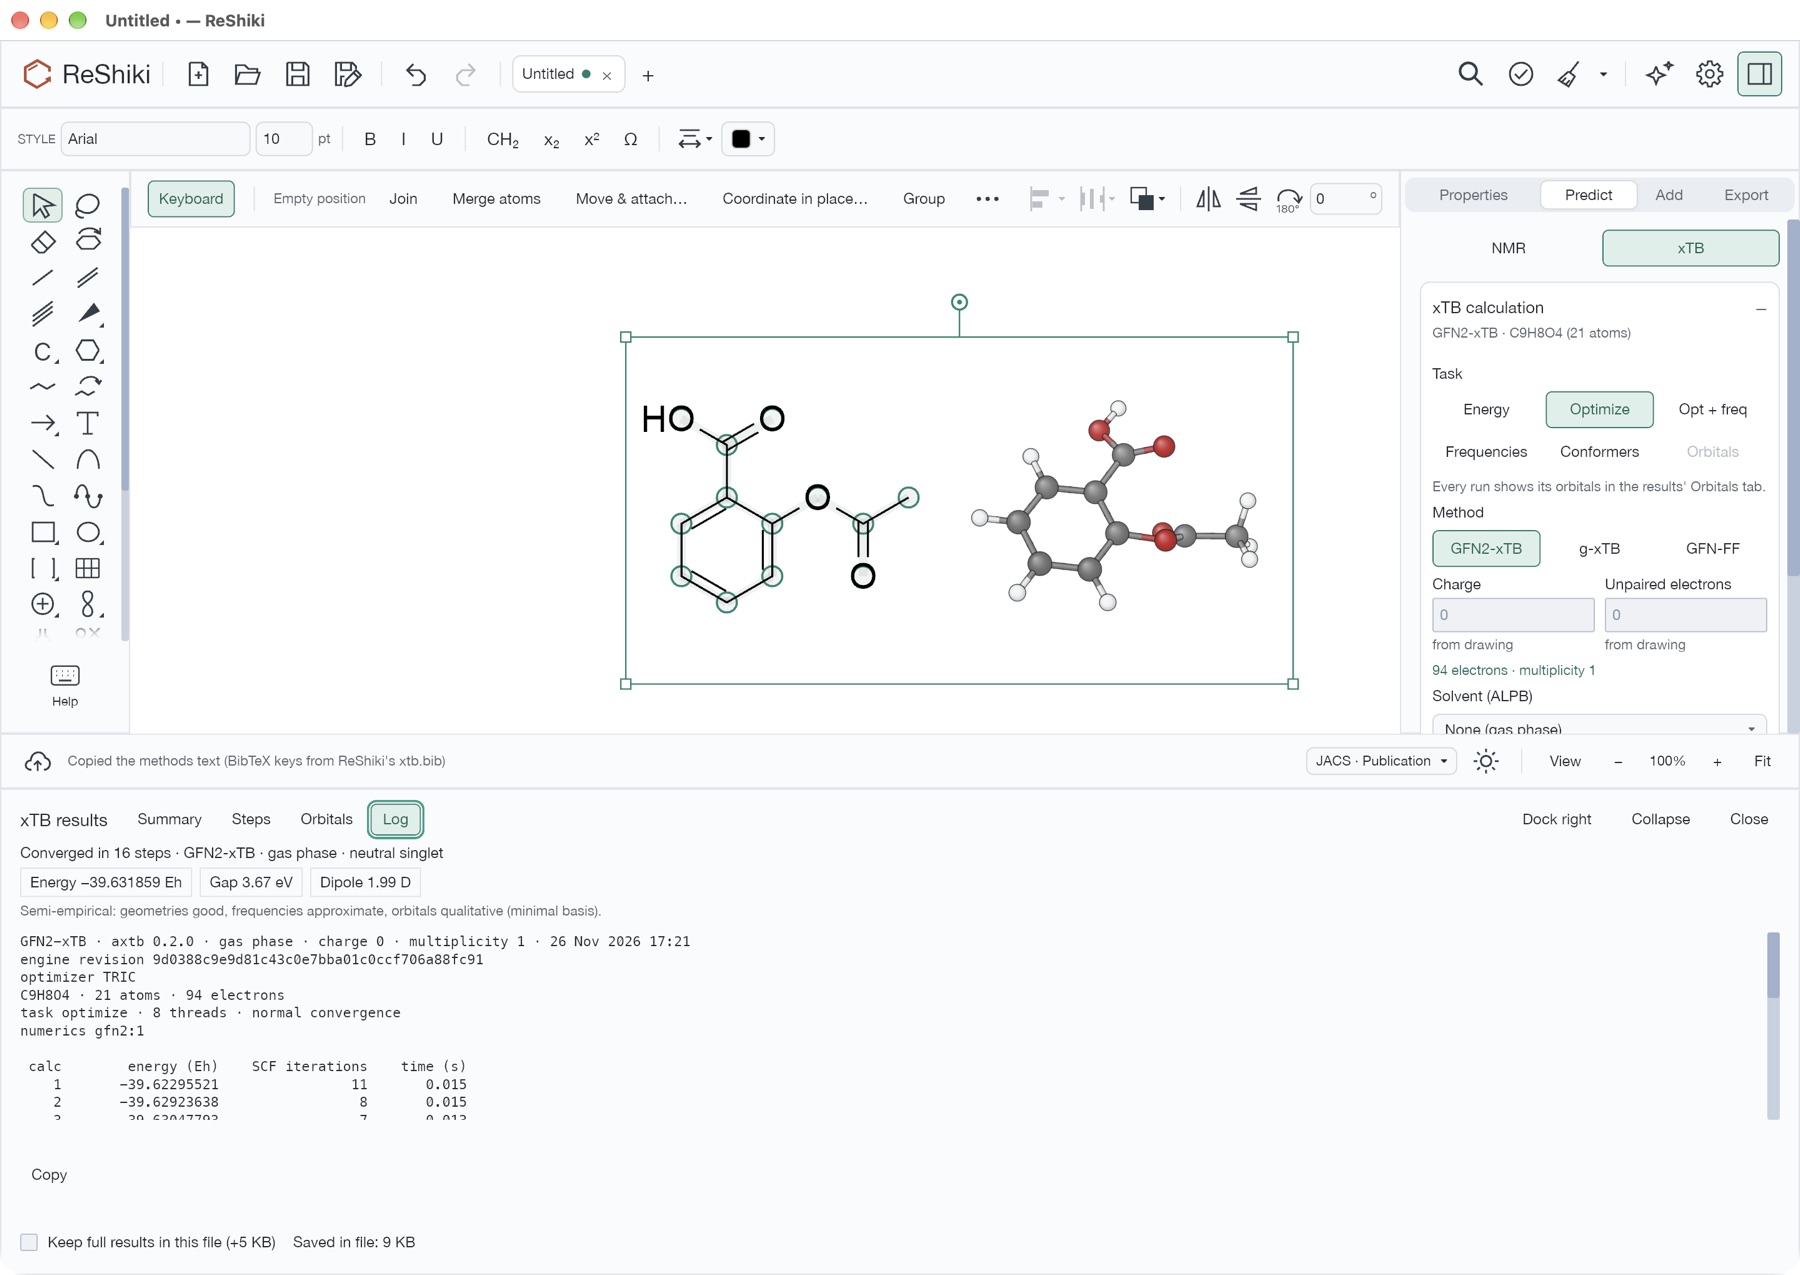 Untitled • — ReShiki
ReShiki
Untitled
STYLE Arial 10 pt B I U CH₂ x₂ x² Ω
Keyboard Empty position Join Merge atoms Move & attach... Coordinate in place... Group ••• 180° 0 °
Properties Predict Add Export
NMR xTB
xTB calculation
GFN2-xTB · C9H8O4 (21 atoms)
Task
Energy Optimize Opt + freq
Frequencies Conformers Orbitals
Every run shows its orbitals in the results' Orbitals tab.
Method
GFN2-xTB g-xTB GFN-FF
Charge Unpaired electrons
0 0
from drawing from drawing
94 electrons · multiplicity 1
Solvent (ALPB)
None (gas phase)
C
T
Help
HO O
O
O
Copied the methods text (BibTeX keys from ReShiki's xtb.bib)
JACS · Publication View − 100% + Fit
xTB results Summary Steps Orbitals Log Dock right Collapse Close
Converged in 16 steps · GFN2-xTB · gas phase · neutral singlet
Energy −39.631859 Eh Gap 3.67 eV Dipole 1.99 D
Semi-empirical: geometries good, frequencies approximate, orbitals qualitative (minimal basis).
GFN2-xTB · axtb 0.2.0 · gas phase · charge 0 · multiplicity 1 · 26 Nov 2026 17:21
engine revision 9d0388c9e9d81c43c0e7bba01c0ccf706a88fc91
optimizer TRIC
C9H8O4 · 21 atoms · 94 electrons
task optimize · 8 threads · normal convergence
numerics gfn2:1
calc energy (Eh) SCF iterations time (s)
1 −39.62295521 11 0.015
2 −39.62923638 8 0.015
3 −39.63047793 7 0.013
Copy
Keep full results in this file (+5 KB) Saved in file: 9 KB